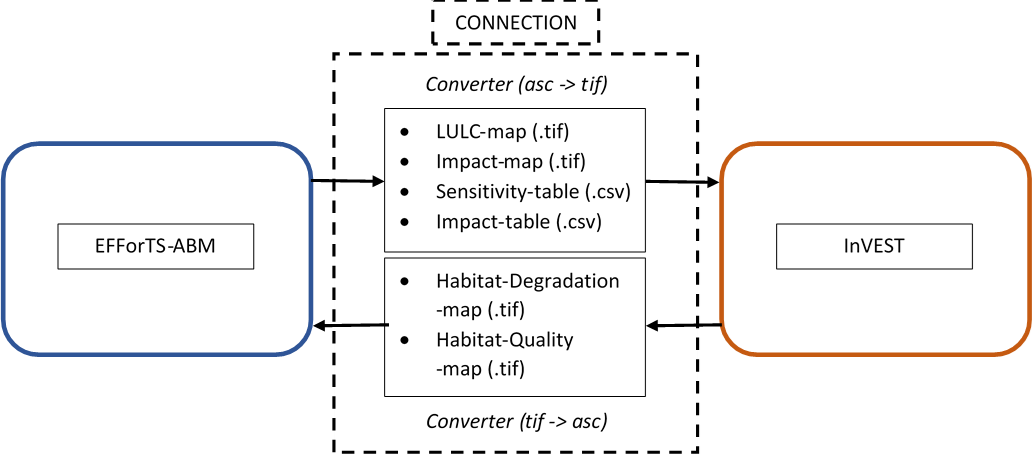 CONNECTION
Converter (asc -> tif)
• LULC-map (.tif)
• Impact-map (.tif)
• Sensitivity-table (.csv)
• Impact-table (.csv)
EFForTS-ABM
InVEST
• Habitat-Degradation
-map (.tif)
• Habitat-Quality
-map (.tif)
Converter (tif -> asc)